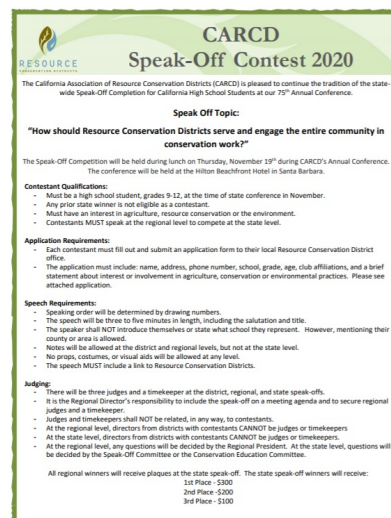 CARCD
Speak-Off Contest 2020
RESOURCE
CONSERVATION DISTRICTS
The California Association of Resource Conservation Districts (CARCD) is pleased to continue the tradition of the state-
wide Speak-Off Completion for California High School Students at our 75th Annual Conference.
Speak Off Topic:
"How should Resource Conservation Districts serve and engage the entire community in
conservation work?"
The Speak-Off Competition will be held during lunch on Thursday, November 19th during CARCD's Annual Conference.
The conference will be held at the Hilton Beachfront Hotel in Santa Barbara.
Contestant Qualifications:
- Must be a high school student, grades 9-12, at the time of state conference in November.
- Any prior state winner is not eligible as a contestant.
- Must have an interest in agriculture, resource conservation or the environment.
- Contestants MUST speak at the regional level to compete at the state level.
Application Requirements:
- Each contestant must fill out and submit an application form to their local Resource Conservation District
office.
- The application must include: name, address, phone number, school, grade, age, club affiliations, and a brief
statement about interest or involvement in agriculture, conservation or environmental practices. Please see
attached application.
Speech Requirements:
- Speaking order will be determined by drawing numbers.
- The speech will be three to five minutes in length, including the salutation and title.
- The speaker shall NOT introduce themselves or state what school they represent. However, mentioning their
county or area is allowed.
- Notes will be allowed at the district and regional levels, but not at the state level.
- No props, costumes, or visual aids will be allowed at any level.
- The speech MUST include a link to Resource Conservation Districts.
Judging:
- There will be three judges and a timekeeper at the district, regional, and state speak-offs.
- It is the Regional Director's responsibility to include the speak-off on a meeting agenda and to secure regional
judges and a timekeeper.
- Judges and timekeepers shall NOT be related, in any way, to contestants.
- At the regional level, directors from districts with contestants CANNOT be judges or timekeepers
- At the state level, directors from districts with contestants CANNOT be judges or timekeepers.
- At the regional level, any questions will be decided by the Regional President. At the state level, questions will
be decided by the Speak-Off Committee or the Conservation Education Committee.
All regional winners will receive plaques at the state speak-off. The state speak-off winners will receive:
1st Place - $300
2nd Place -$200
3rd Place - $100